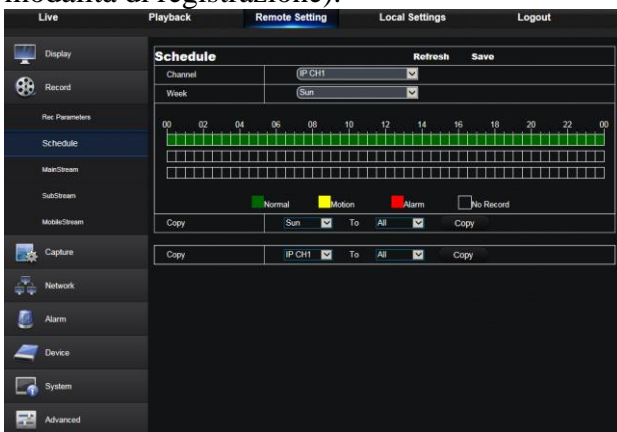 modalità di registrazione).
Live Playback Remote Setting Local Settings Logout
Display
Record
Rec Parameters
Schedule
MainStream
SubStream
MobileStream
Capture
Network
Alarm
Device
System
Advanced
Schedule Refresh Save
Channel IP CH1
Week Sun
00 02 04 06 08 10 12 14 16 18 20 22 00
Normal Motion Alarm No Record
Copy Sun To All Copy
Copy IP CH1 To All Copy